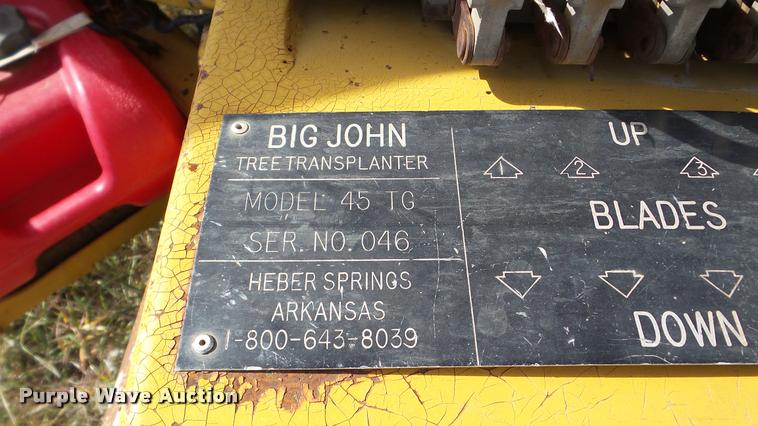 BIG JOHN
TREE TRANSPLANTER
MODEL 45 TG
SER. NO. 046
HEBER SPRINGS
ARKANSAS
1-800-643-8039
UP
1 2 3
BLADES
DOWN
Purple Wave Auction